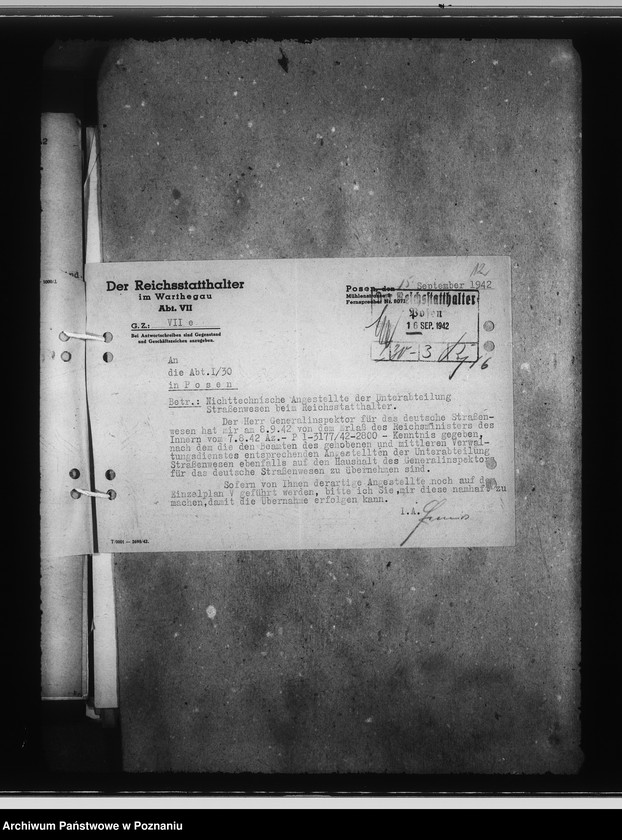 12
Der Reichsstatthalter
im Warthegau
Abt. VII
Posen, den 15 September 1942
Mühlenstraße
Fernsprecher Nr.
G. Z.: VII e
Bei Antwortschreiben sind Gegenstand
und Geschäftszeichen anzugeben.
Reichsstatthalter
Posen
16 SEP. 1942
An
die Abt.I/30
in Posen
Betr.: Nichttechnische Angestellte der Unterabteilung
Straßenwesen beim Reichsstatthalter.
Der Herr Generalinspektor für das deutsche Straßen-
wesen hat mir am 8.9.42 von dem Erlaß des Reichsministers des
Innern vom 7.8.42 Az.- P 1-3177/42-2800 - Kenntnis gegeben,
nach dem die den Beamten des gehobenen und mittleren Verwal-
tungsdienstes entsprechenden Angestellten der Unterabteilung
Straßenwesen ebenfalls auf den Haushalt des Generalinspektors
für das deutsche Straßenwesen zu übernehmen sind.
Sofern von Ihnen derartige Angestellte noch auf dem
Einzelplan V geführt werden, bitte ich Sie, mir diese namhaft zu
machen, damit die Übernahme erfolgen kann.
I.A.
Archiwum Państwowe w Poznaniu